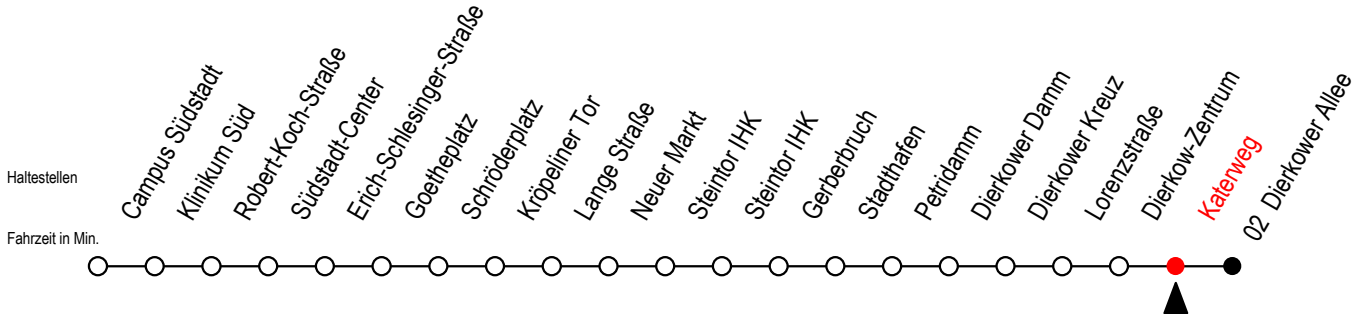 Haltestellen
Campus Südstadt
Klinikum Süd
Robert-Koch-Straße
Südstadt-Center
Erich-Schlesinger-Straße
Goetheplatz
Schröderplatz
Kröpeliner Tor
Lange Straße
Neuer Markt
Steintor IHK
Steintor IHK
Gerberbruch
Stadthafen
Petridamm
Dierkower Damm
Dierkower Kreuz
Lorenzstraße
Dierkow-Zentrum
Katerweg
02 Dierkower Allee
Fahrzeit in Min.